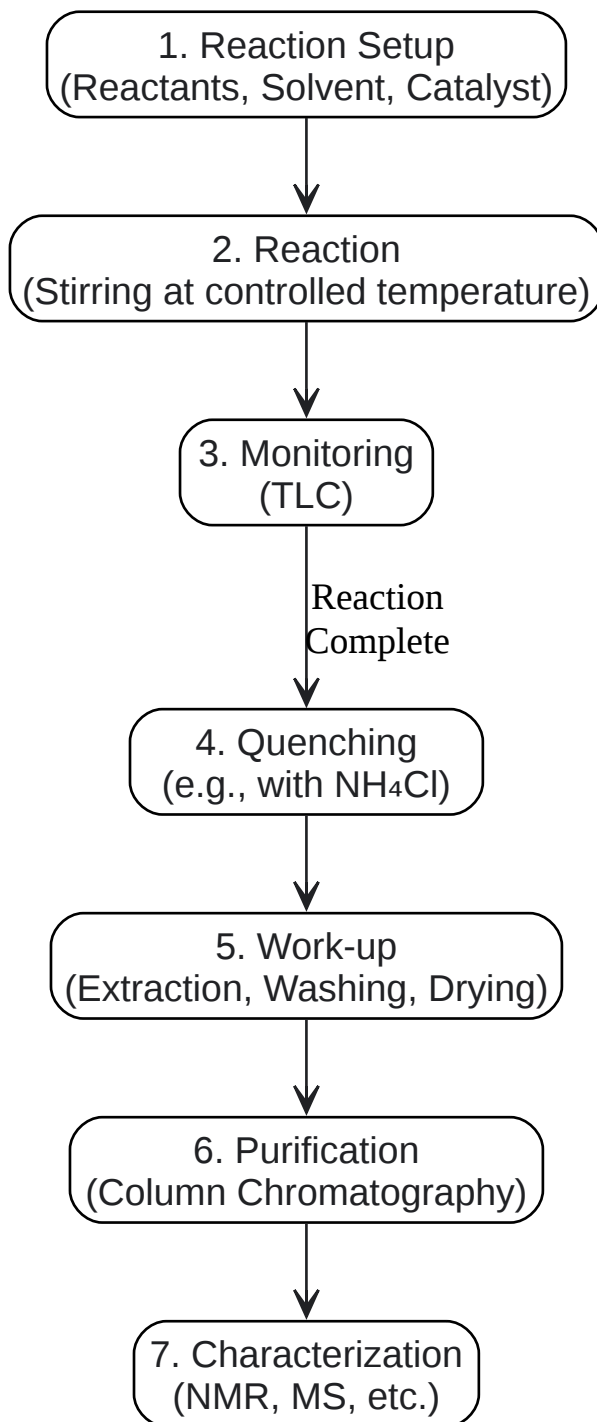 1. Reaction Setup
(Reactants, Solvent, Catalyst)
2. Reaction
(Stirring at controlled temperature)
3. Monitoring
(TLC)
Reaction
Complete
4. Quenching
(e.g., with NH₄Cl)
5. Work-up
(Extraction, Washing, Drying)
6. Purification
(Column Chromatography)
7. Characterization
(NMR, MS, etc.)